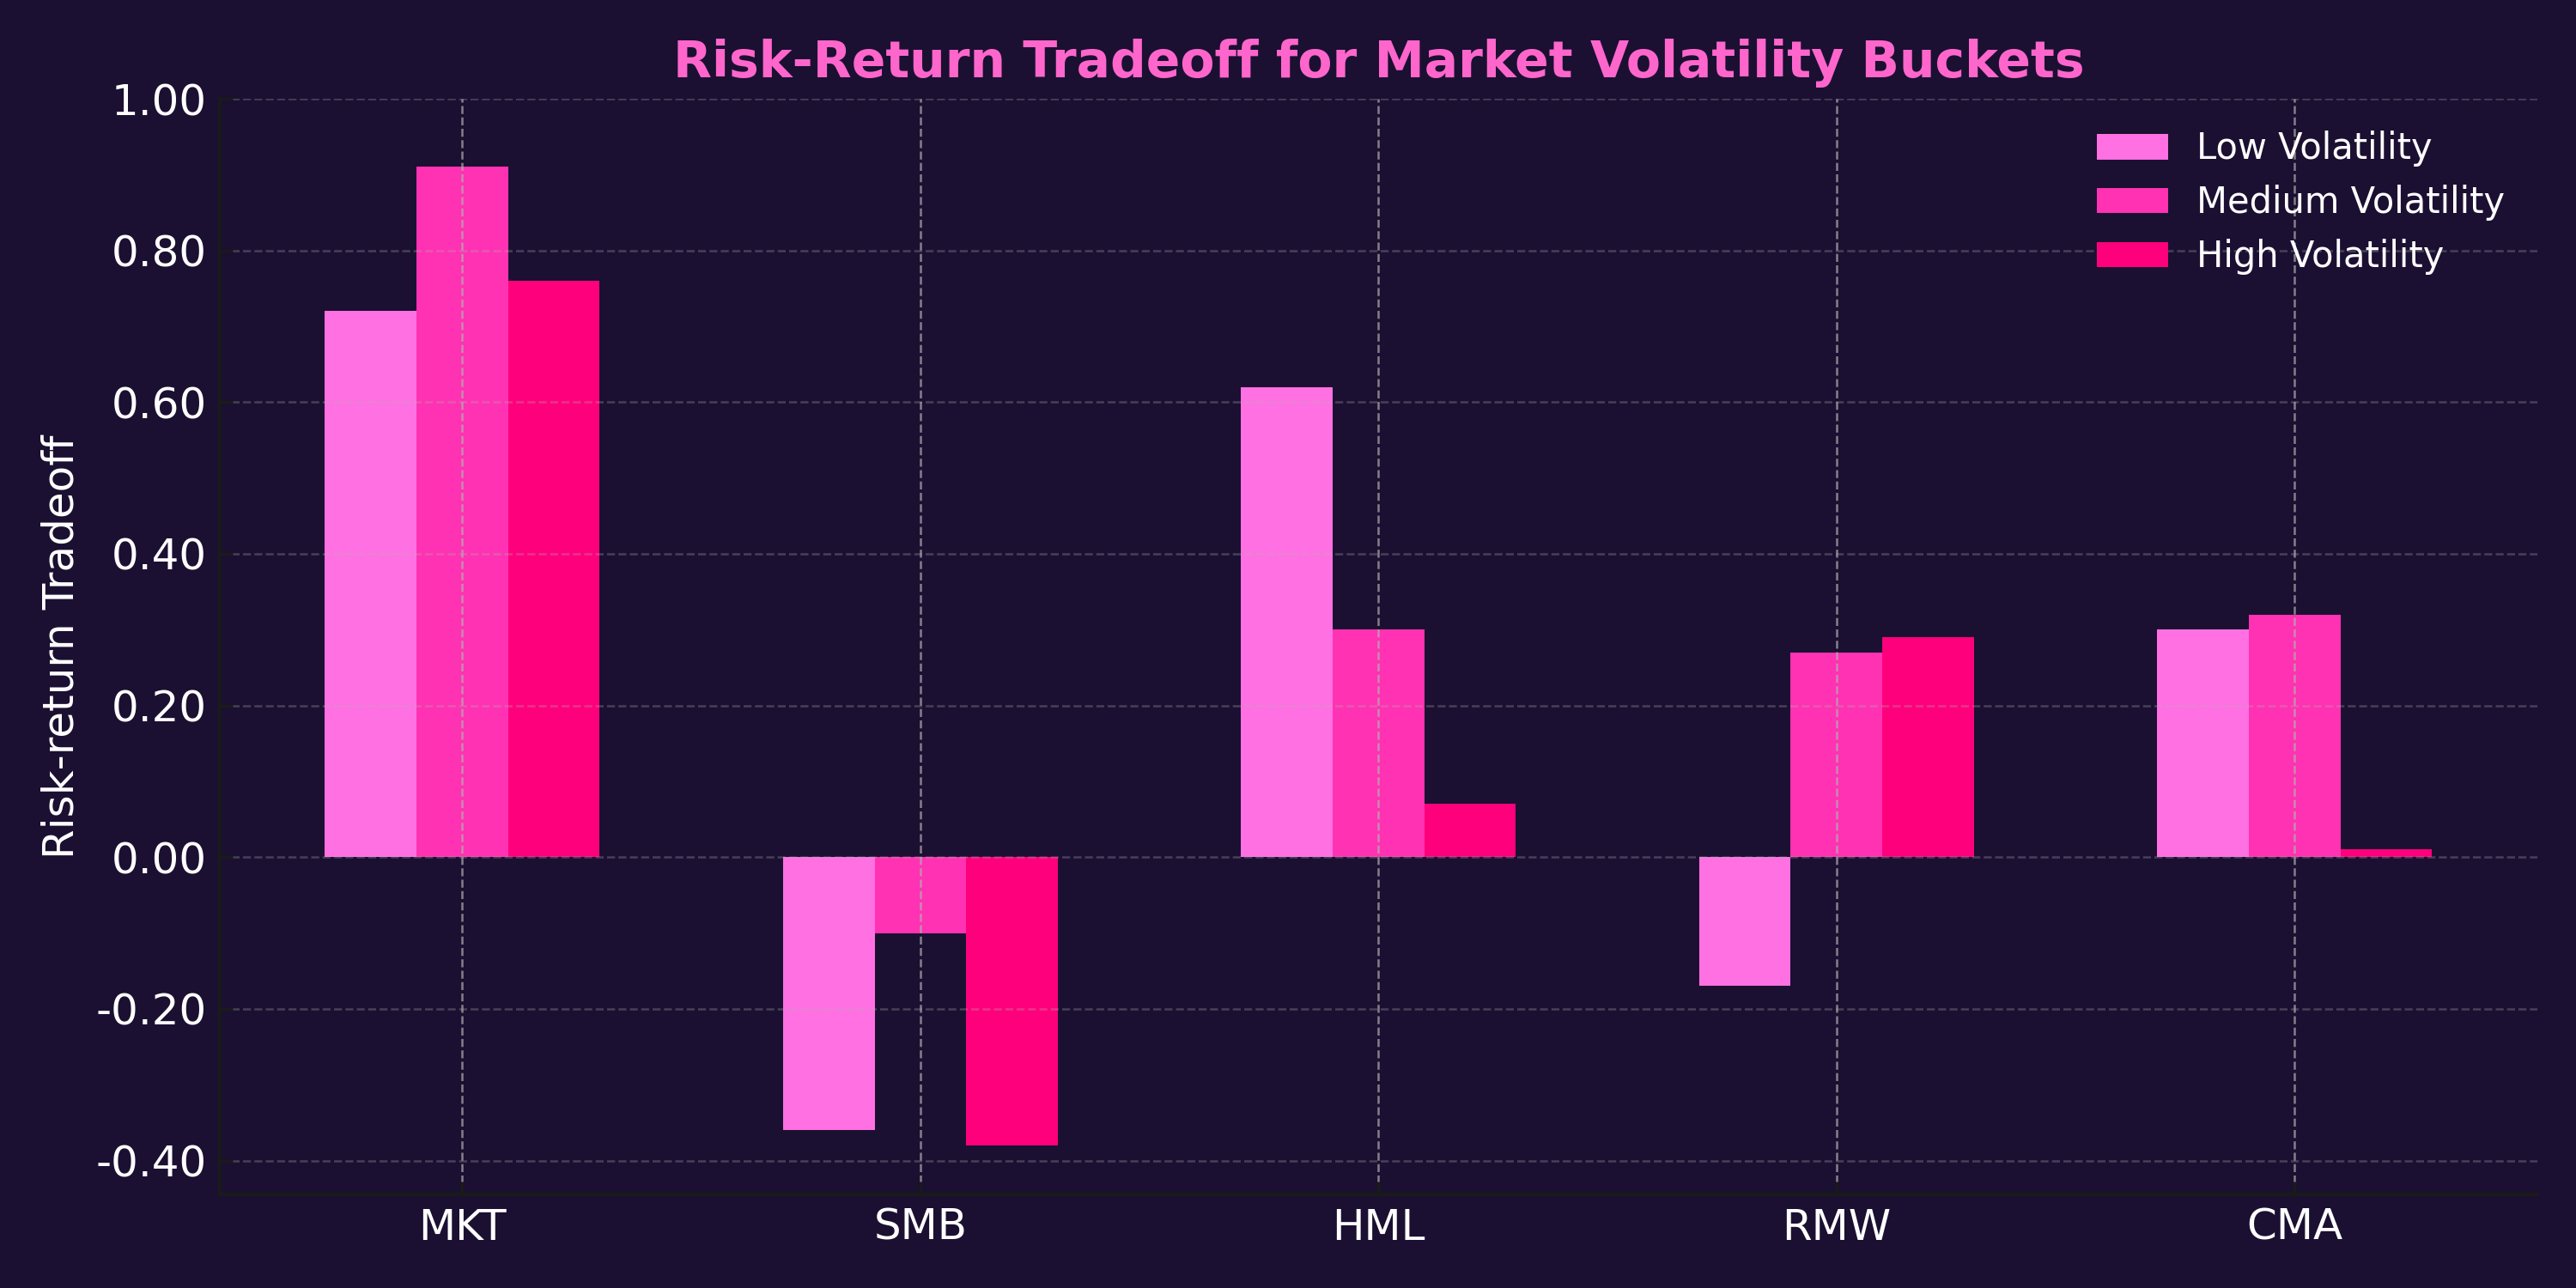 Risk-Return Tradeoff for Market Volatility Buckets
1.00
0.80
0.60
0.40
0.20
0.00
-0.20
-0.40
Risk-return Tradeoff
Low Volatility
Medium Volatility
High Volatility
MKT
SMB
HML
RMW
CMA